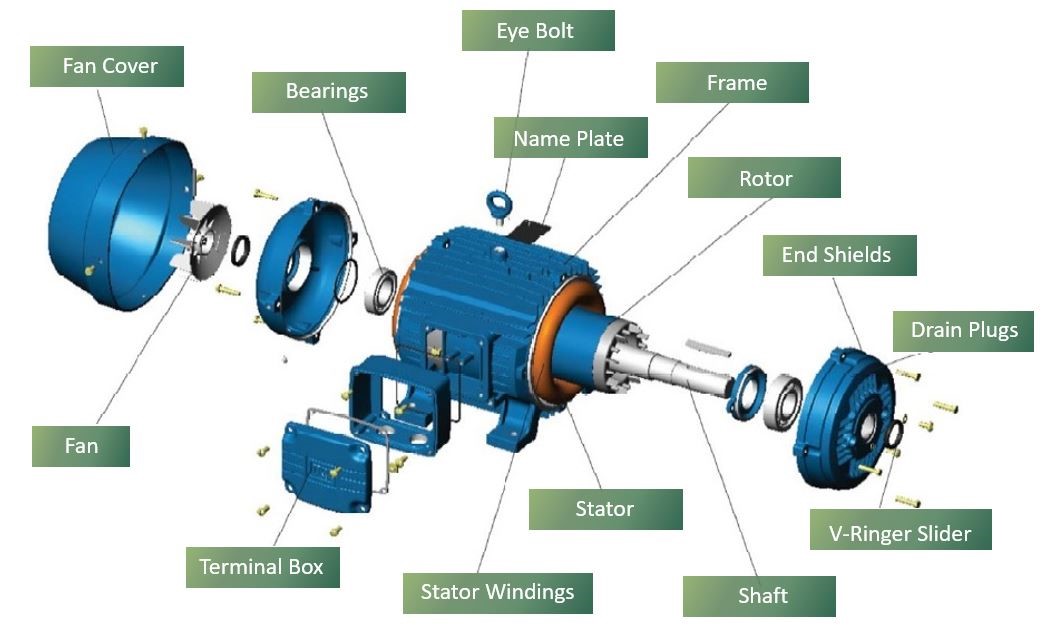 Eye Bolt
Fan Cover
Bearings
Frame
Name Plate
Rotor
End Shields
Drain Plugs
Fan
Stator
V-Ringer Slider
Terminal Box
Stator Windings
Shaft